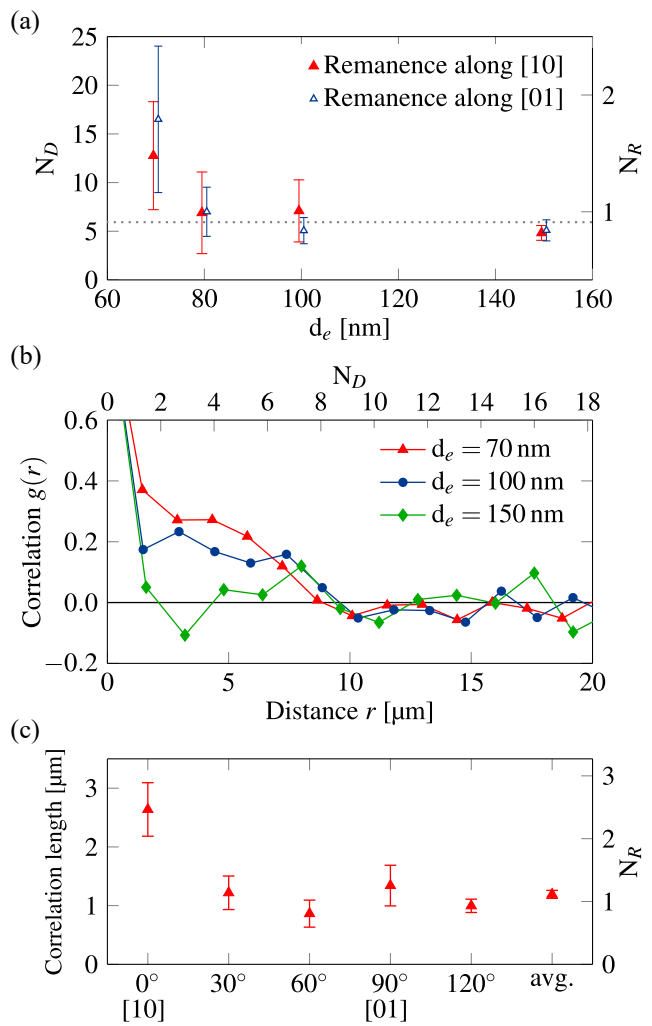 (a)
25
20
15
10
5
0
N_D
Remanence along [10]
Remanence along [01]
2
1
N_R
60 80 100 120 140 160
d_e [nm]
(b)
N_D
0 2 4 6 8 10 12 14 16 18
0.6
0.4
0.2
0.0
−0.2
Correlation g(r)
d_e = 70 nm
d_e = 100 nm
d_e = 150 nm
0 5 10 15 20
Distance r [µm]
(c)
3
2
1
0
Correlation length [µm]
3
2
1
0
N_R
0° 30° 60° 90° 120° avg.
[10] [01]